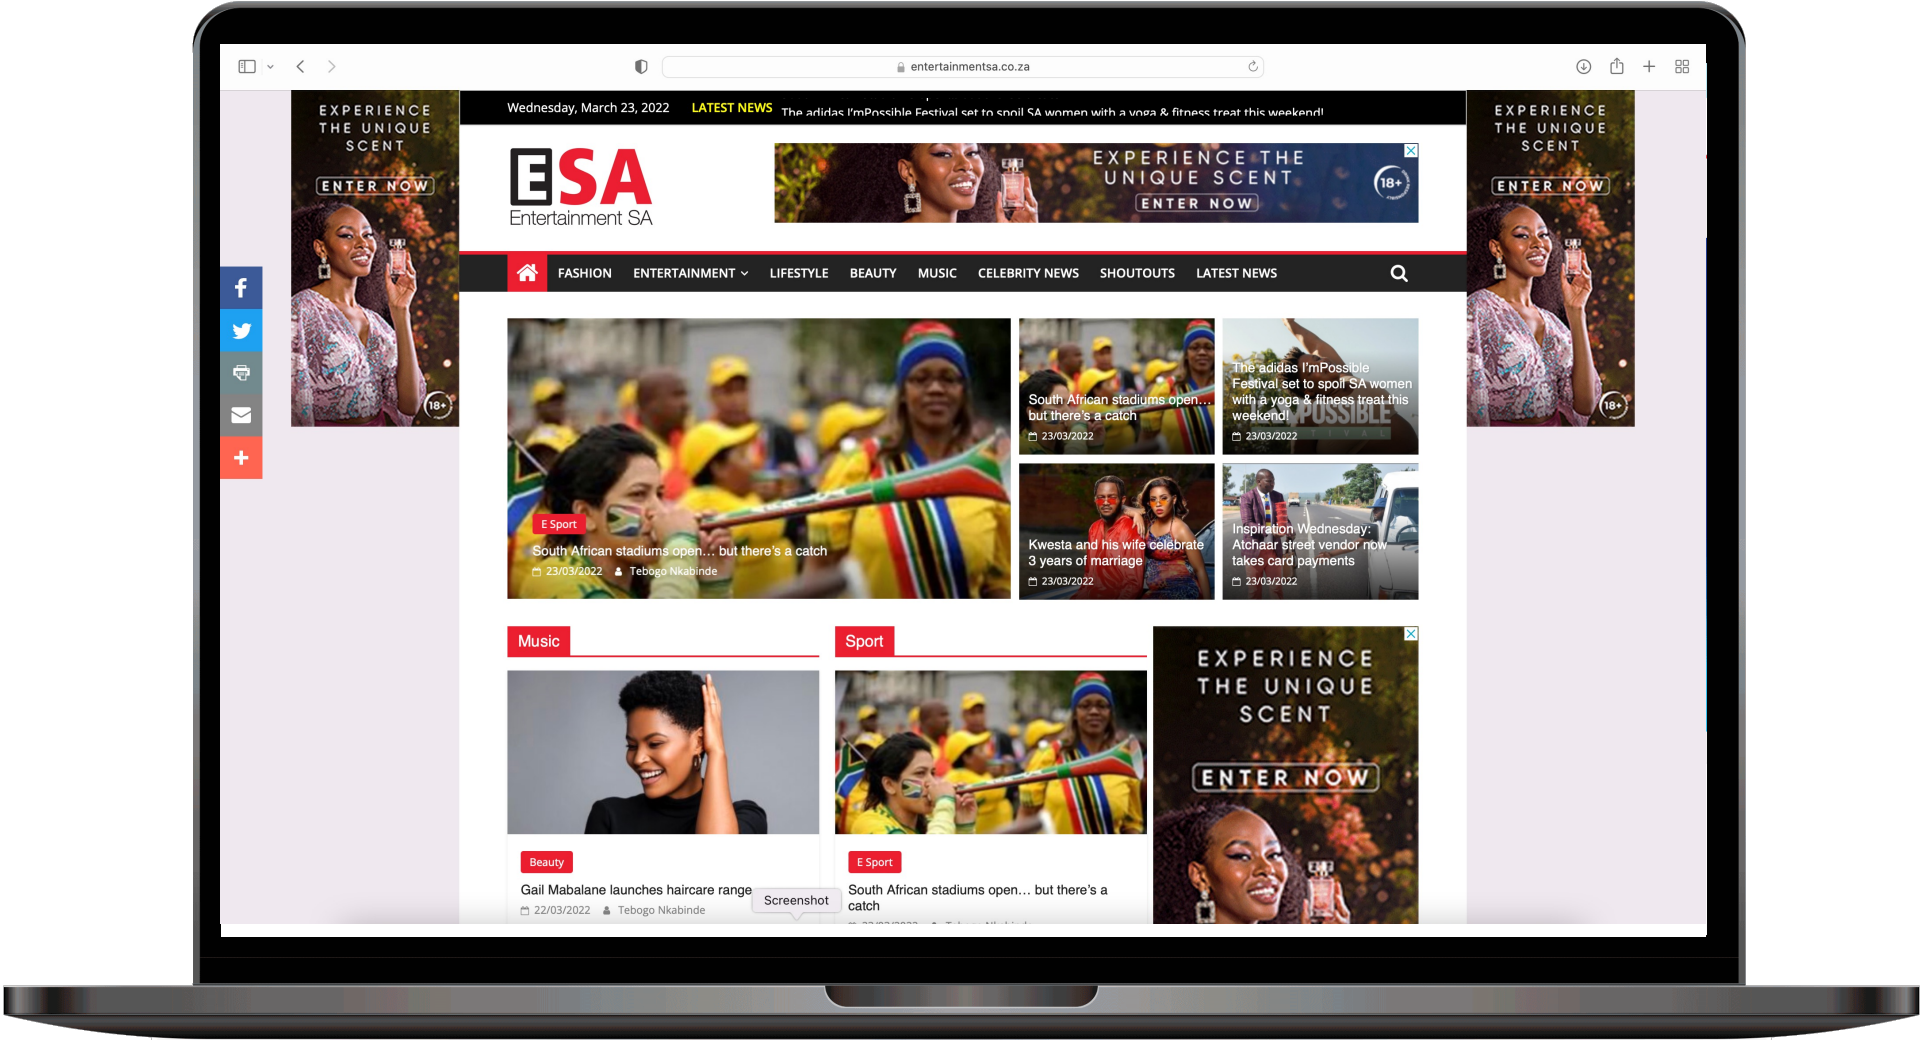 entertainmentsa.co.za
EXPERIENCE
THE UNIQUE
SCENT
ENTER NOW
18+
Wednesday, March 23, 2022
LATEST NEWS
The adidas I'mPossible Festival set to spoil SA women with a yoga & fitness treat this weekend!
EXPERIENCE
THE UNIQUE
SCENT
ENTER NOW
18+
ESA
Entertainment SA
EXPERIENCE THE
UNIQUE SCENT
ENTER NOW
18+
FASHION
ENTERTAINMENT
LIFESTYLE
BEAUTY
MUSIC
CELEBRITY NEWS
SHOUTOUTS
LATEST NEWS
E Sport
South African stadiums open... but there's a catch
23/03/2022 Tebogo Nkabinde
South African stadiums open...
but there's a catch
23/03/2022
The adidas I'mPossible
Festival set to spoil SA women
with a yoga & fitness treat this
weekend!
23/03/2022
Kwesta and his wife celebrate
3 years of marriage
23/03/2022
Inspiration Wednesday:
Atchaar street vendor now
takes card payments
23/03/2022
Music
Beauty
Gail Mabalane launches haircare range
22/03/2022 Tebogo Nkabinde
Screenshot
Sport
E Sport
South African stadiums open... but there's a
catch
EXPERIENCE
THE UNIQUE
SCENT
ENTER NOW